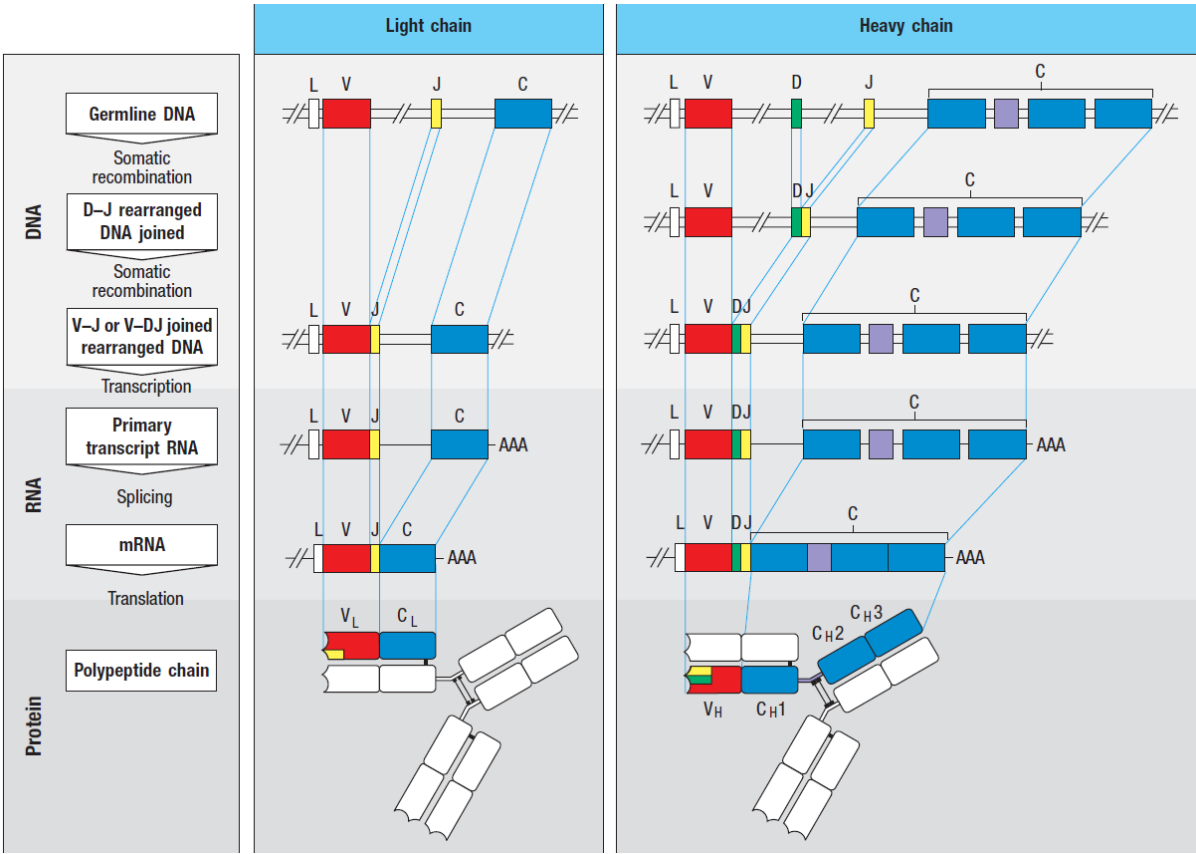 Light chain
Heavy chain
DNA
Germline DNA
L V J C
L V D J C
Somatic
recombination
D–J rearranged
DNA joined
L V D J C
Somatic
recombination
V–J or V–DJ joined
rearranged DNA
L V J C
L V DJ C
Transcription
RNA
Primary
transcript RNA
L V J C
AAA
L V DJ C
AAA
Splicing
mRNA
L V J C
AAA
L V DJ C
AAA
Translation
Protein
Polypeptide chain
VL CL
CH2 CH3
VH CH1